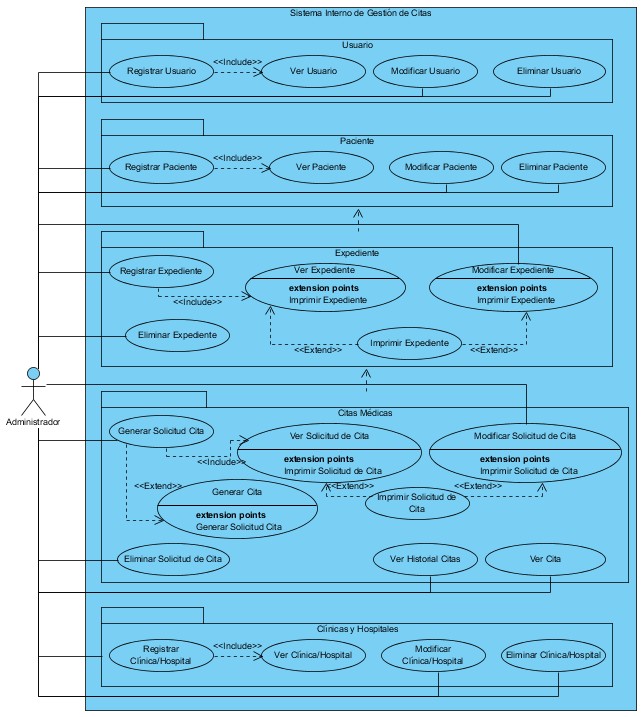 Sistema Interno de Gestión de Citas
Usuario
<<Include>>
Registrar Usuario
Ver Usuario
Modificar Usuario
Eliminar Usuario
Paciente
<<Include>>
Registrar Paciente
Ver Paciente
Modificar Paciente
Eliminar Paciente
Expediente
Registrar Expediente
Ver Expediente
extension points
Imprimir Expediente
Modificar Expediente
extension points
Imprimir Expediente
<<Include>>
Eliminar Expediente
Imprimir Expediente
<<Extend>>
<<Extend>>
Administrador
Citas Médicas
Generar Solicitud Cita
Ver Solicitud de Cita
extension points
Imprimir Solicitud de Cita
Modificar Solicitud de Cita
extension points
Imprimir Solicitud de Cita
<<Include>>
<<Extend>>
<<Extend>>
<<Extend>>
Generar Cita
extension points
Generar Solicitud Cita
Imprimir Solicitud de
Cita
Eliminar Solicitud de Cita
Ver Historial Citas
Ver Cita
Clínicas y Hospitales
<<Include>>
Registrar
Clínica/Hospital
Ver Clínica/Hospital
Modificar
Clínica/Hospital
Eliminar Clínica/Hospital